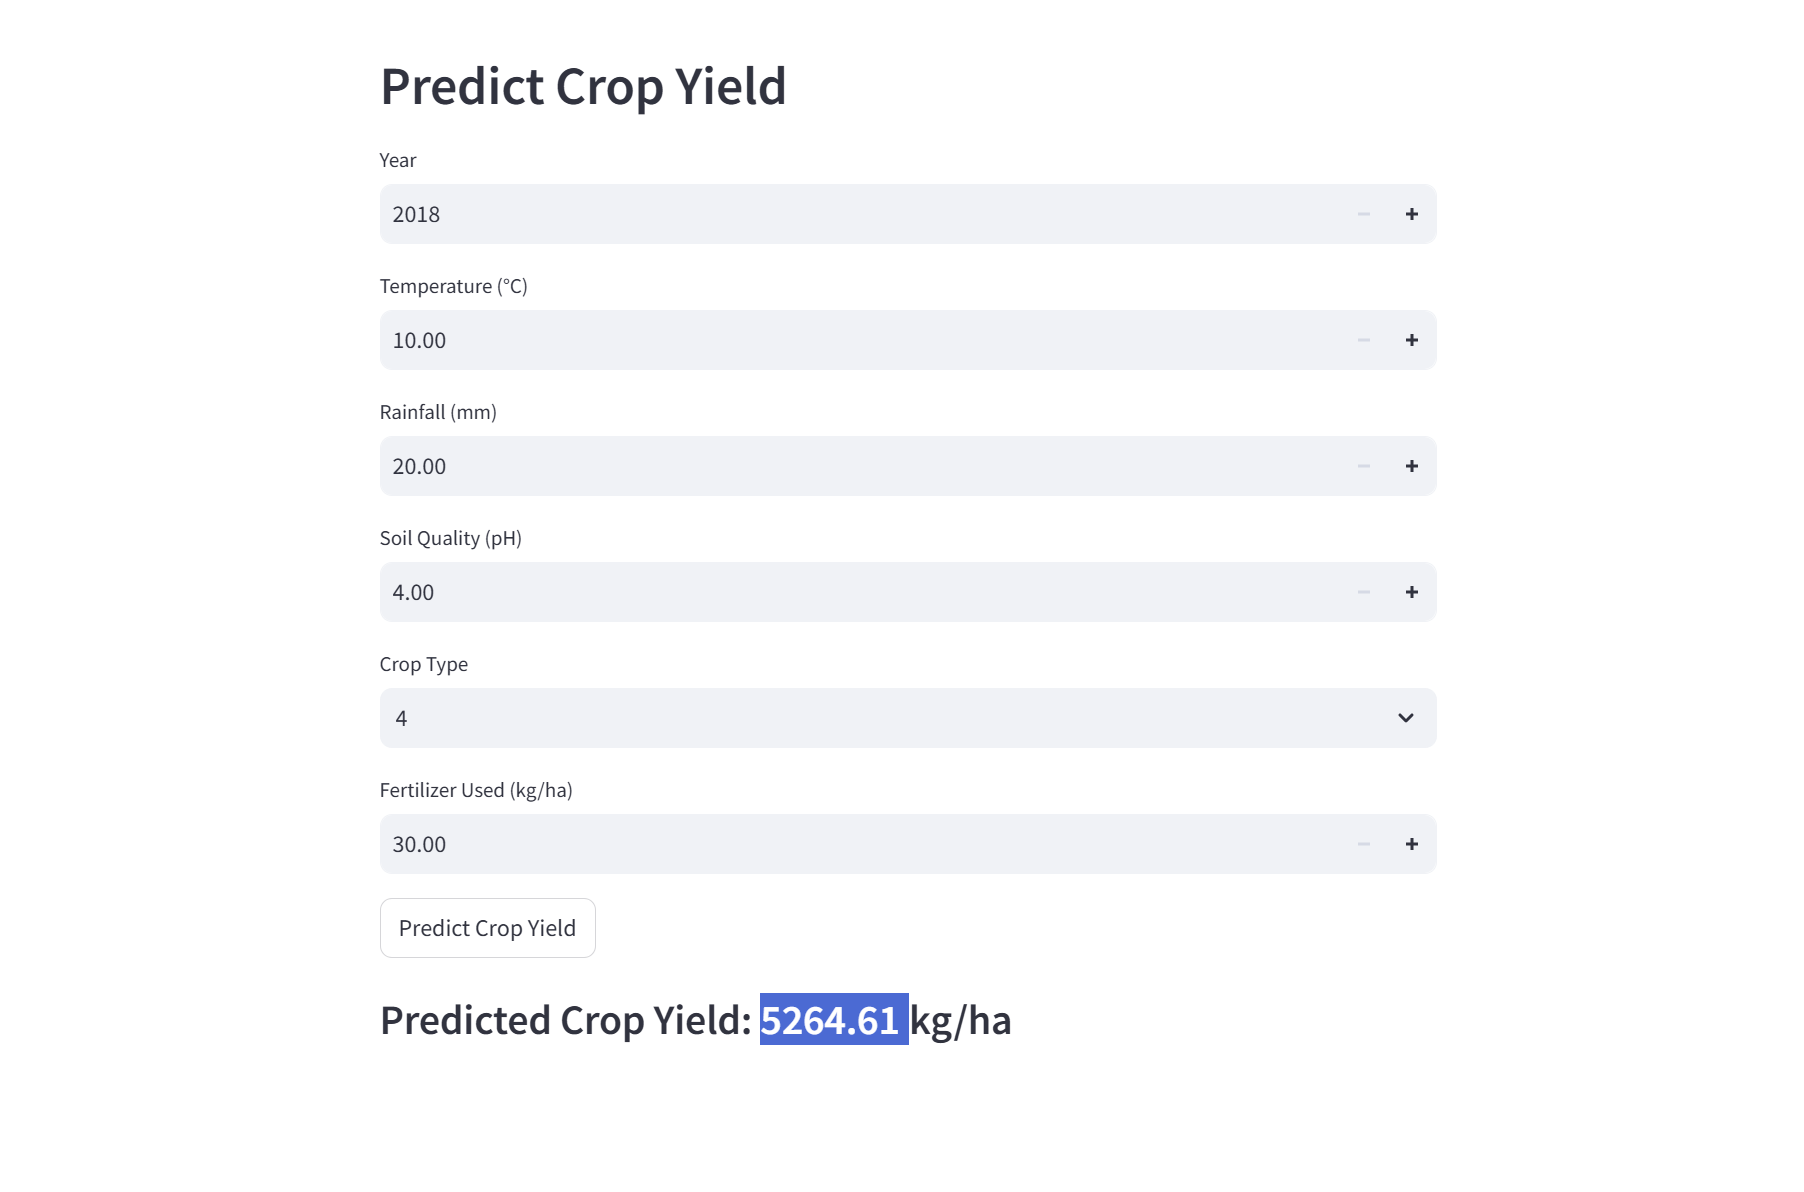 Predict Crop Yield
Year
2018
Temperature (°C)
10.00
Rainfall (mm)
20.00
Soil Quality (pH)
4.00
Crop Type
4
Fertilizer Used (kg/ha)
30.00
Predict Crop Yield
Predicted Crop Yield: 5264.61 kg/ha